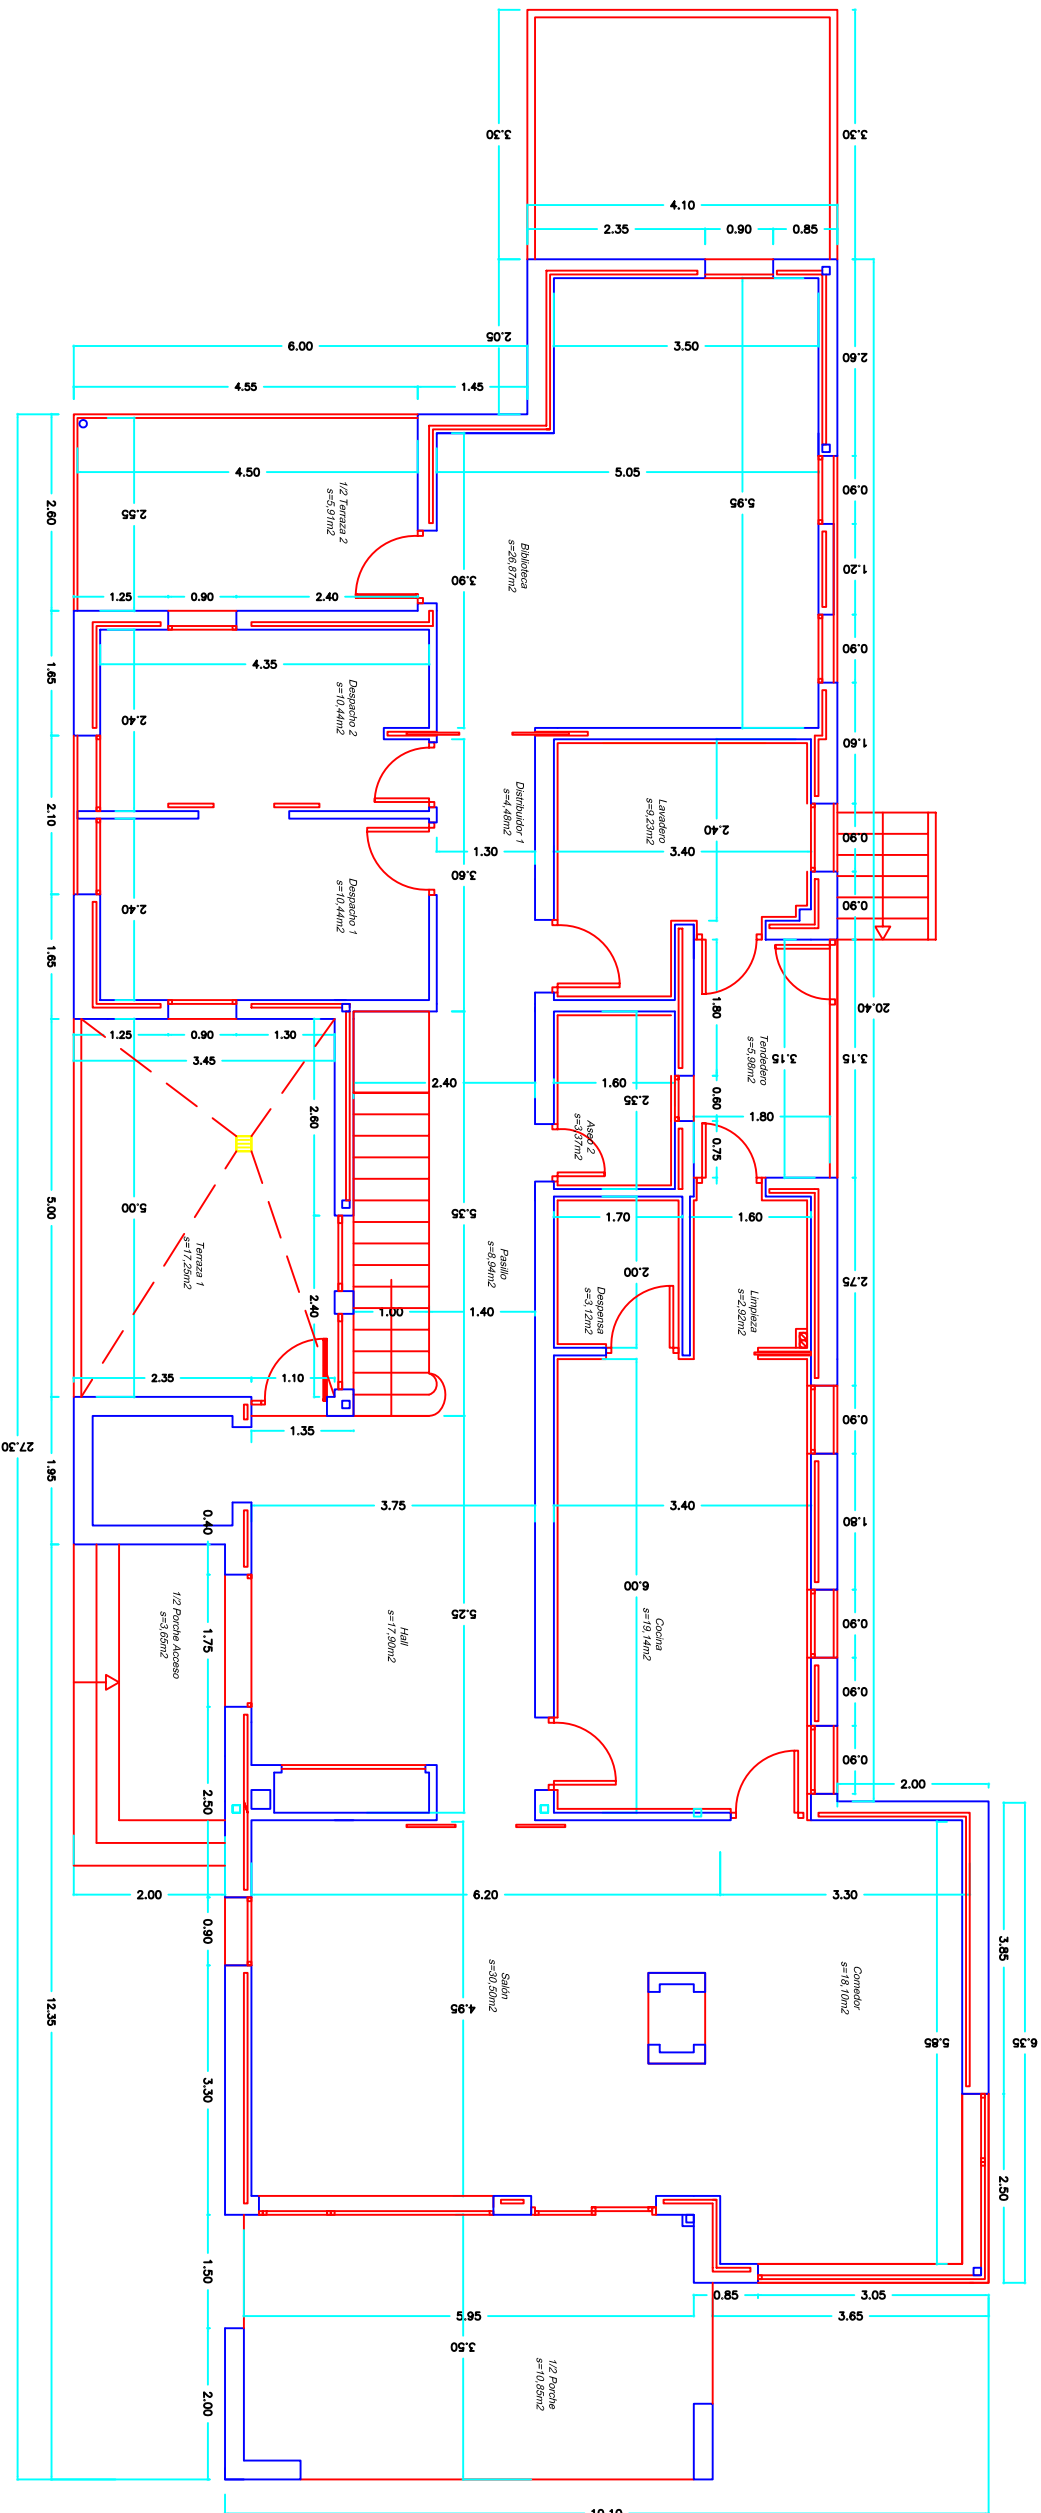 3.30
3.30
4.10
2.35
0.90
0.85
2.05
6.00
3.50
2.60
4.55
1.45
4.50
5.05
2.60
2.55
1/2 Terraza 2
s=5,91m2
5.95
0.90
Biblioteca
s=26,87m2
1.20
3.90
1.25
0.90
2.40
0.90
1.65
4.35
2.40
Despacho 2
s=10,44m2
1.60
2.10
Distribuidor 1
s=4,48m2
Lavadero
s=9,23m2
2.40
0.90
1.30
3.40
3.60
2.40
Despacho 1
s=10,44m2
0.90
1.65
1.80
20.40
1.25
0.90
1.30
3.45
Tendedero
s=5,98m2
3.15
3.15
2.40
1.60
2.35
0.60
1.80
2.60
Aseo 2
s=3,37m2
0.75
5.00
5.00
5.35
1.70
1.60
Terraza 1
s=17,25m2
Pasillo
s=8,94m2
2.00
2.75
2.40
1.00
1.40
Despensa
s=3,12m2
Limpieza
s=2,92m2
2.35
1.10
1.35
0.90
27.30
1.95
3.75
3.40
0.40
1.80
6.00
5.25
1/2 Porche Acceso
s=3,65m2
1.75
Hall
s=17,90m2
Cocina
s=19,14m2
0.90
0.90
0.90
2.00
2.50
2.00
6.20
3.30
0.90
3.85
12.35
Salón
s=30,50m2
4.95
Comedor
s=18,10m2
5.85
6.35
3.30
2.50
1.50
0.85
3.05
5.95
3.65
3.50
2.00
1/2 Porche
s=10,85m2
10.10